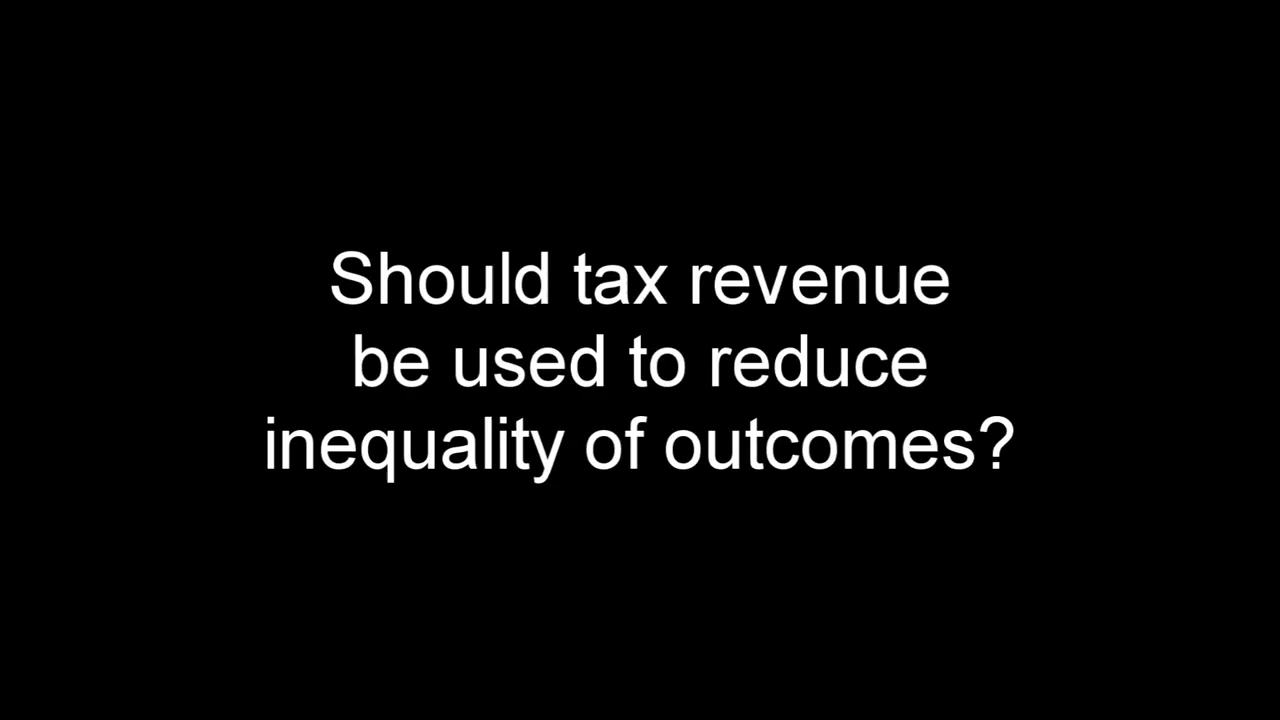 Should tax revenue
be used to reduce
inequality of outcomes?